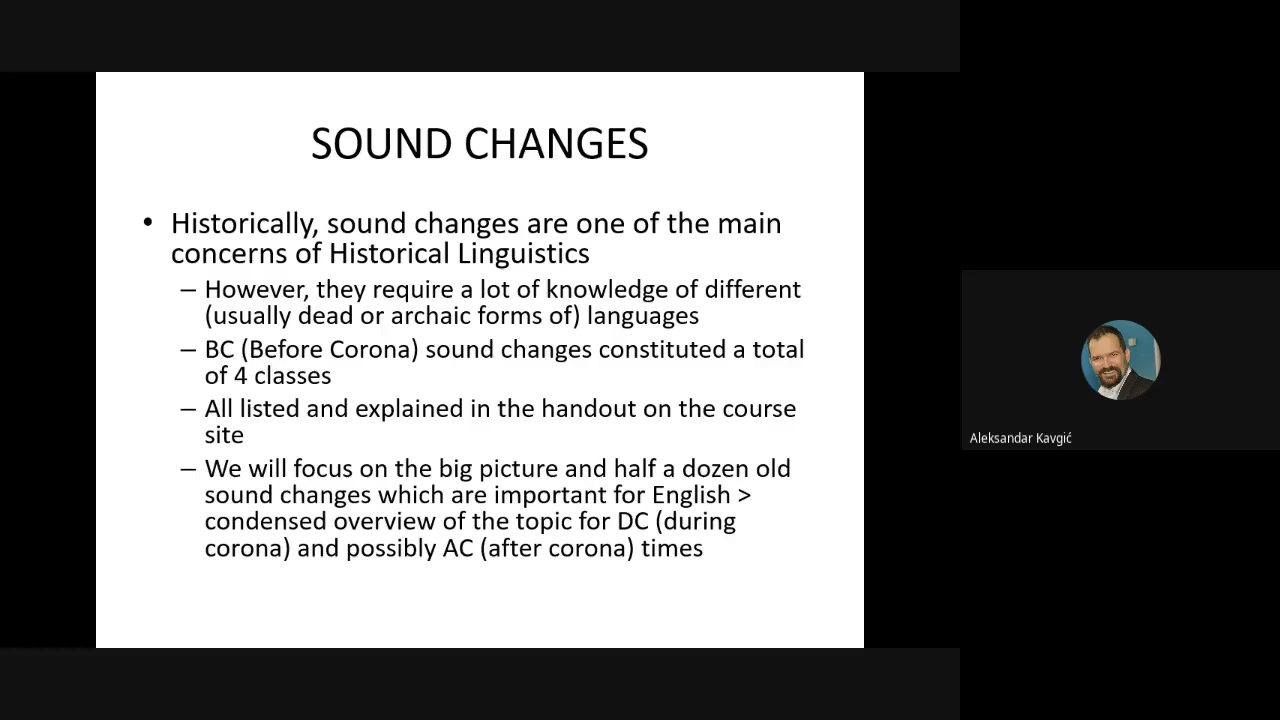 SOUND CHANGES
• Historically, sound changes are one of the main
concerns of Historical Linguistics
– However, they require a lot of knowledge of different
(usually dead or archaic forms of) languages
– BC (Before Corona) sound changes constituted a total
of 4 classes
– All listed and explained in the handout on the course
site
– We will focus on the big picture and half a dozen old
sound changes which are important for English >
condensed overview of the topic for DC (during
corona) and possibly AC (after corona) times
Aleksandar Kavgić